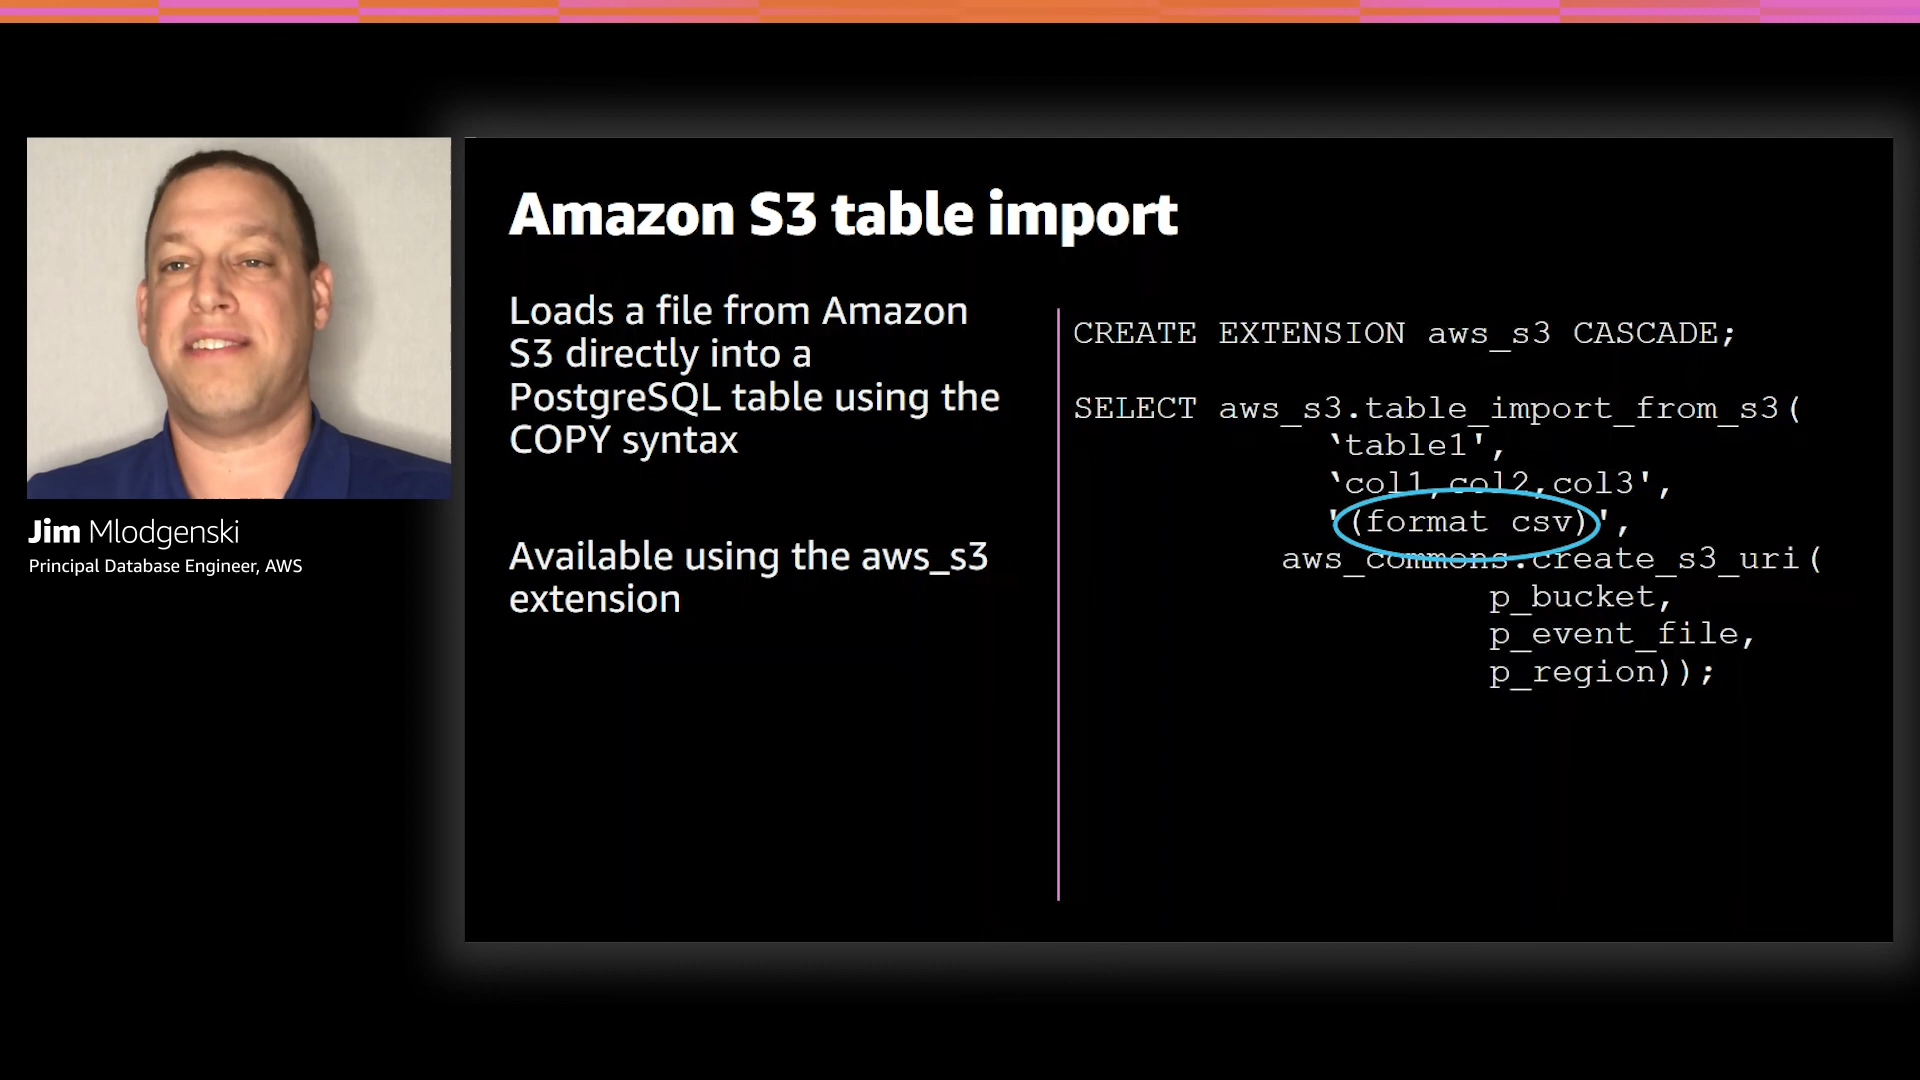 Amazon S3 table import
Loads a file from Amazon
S3 directly into a
PostgreSQL table using the
COPY syntax
Available using the aws_s3
extension
CREATE EXTENSION aws_s3 CASCADE;
SELECT aws_s3.table_import_from_s3(
‘table1',
‘col1,col2,col3',
'(format csv)',
aws_commons.create_s3_uri(
p_bucket,
p_event_file,
p_region));
Jim Mlodgenski
Principal Database Engineer, AWS